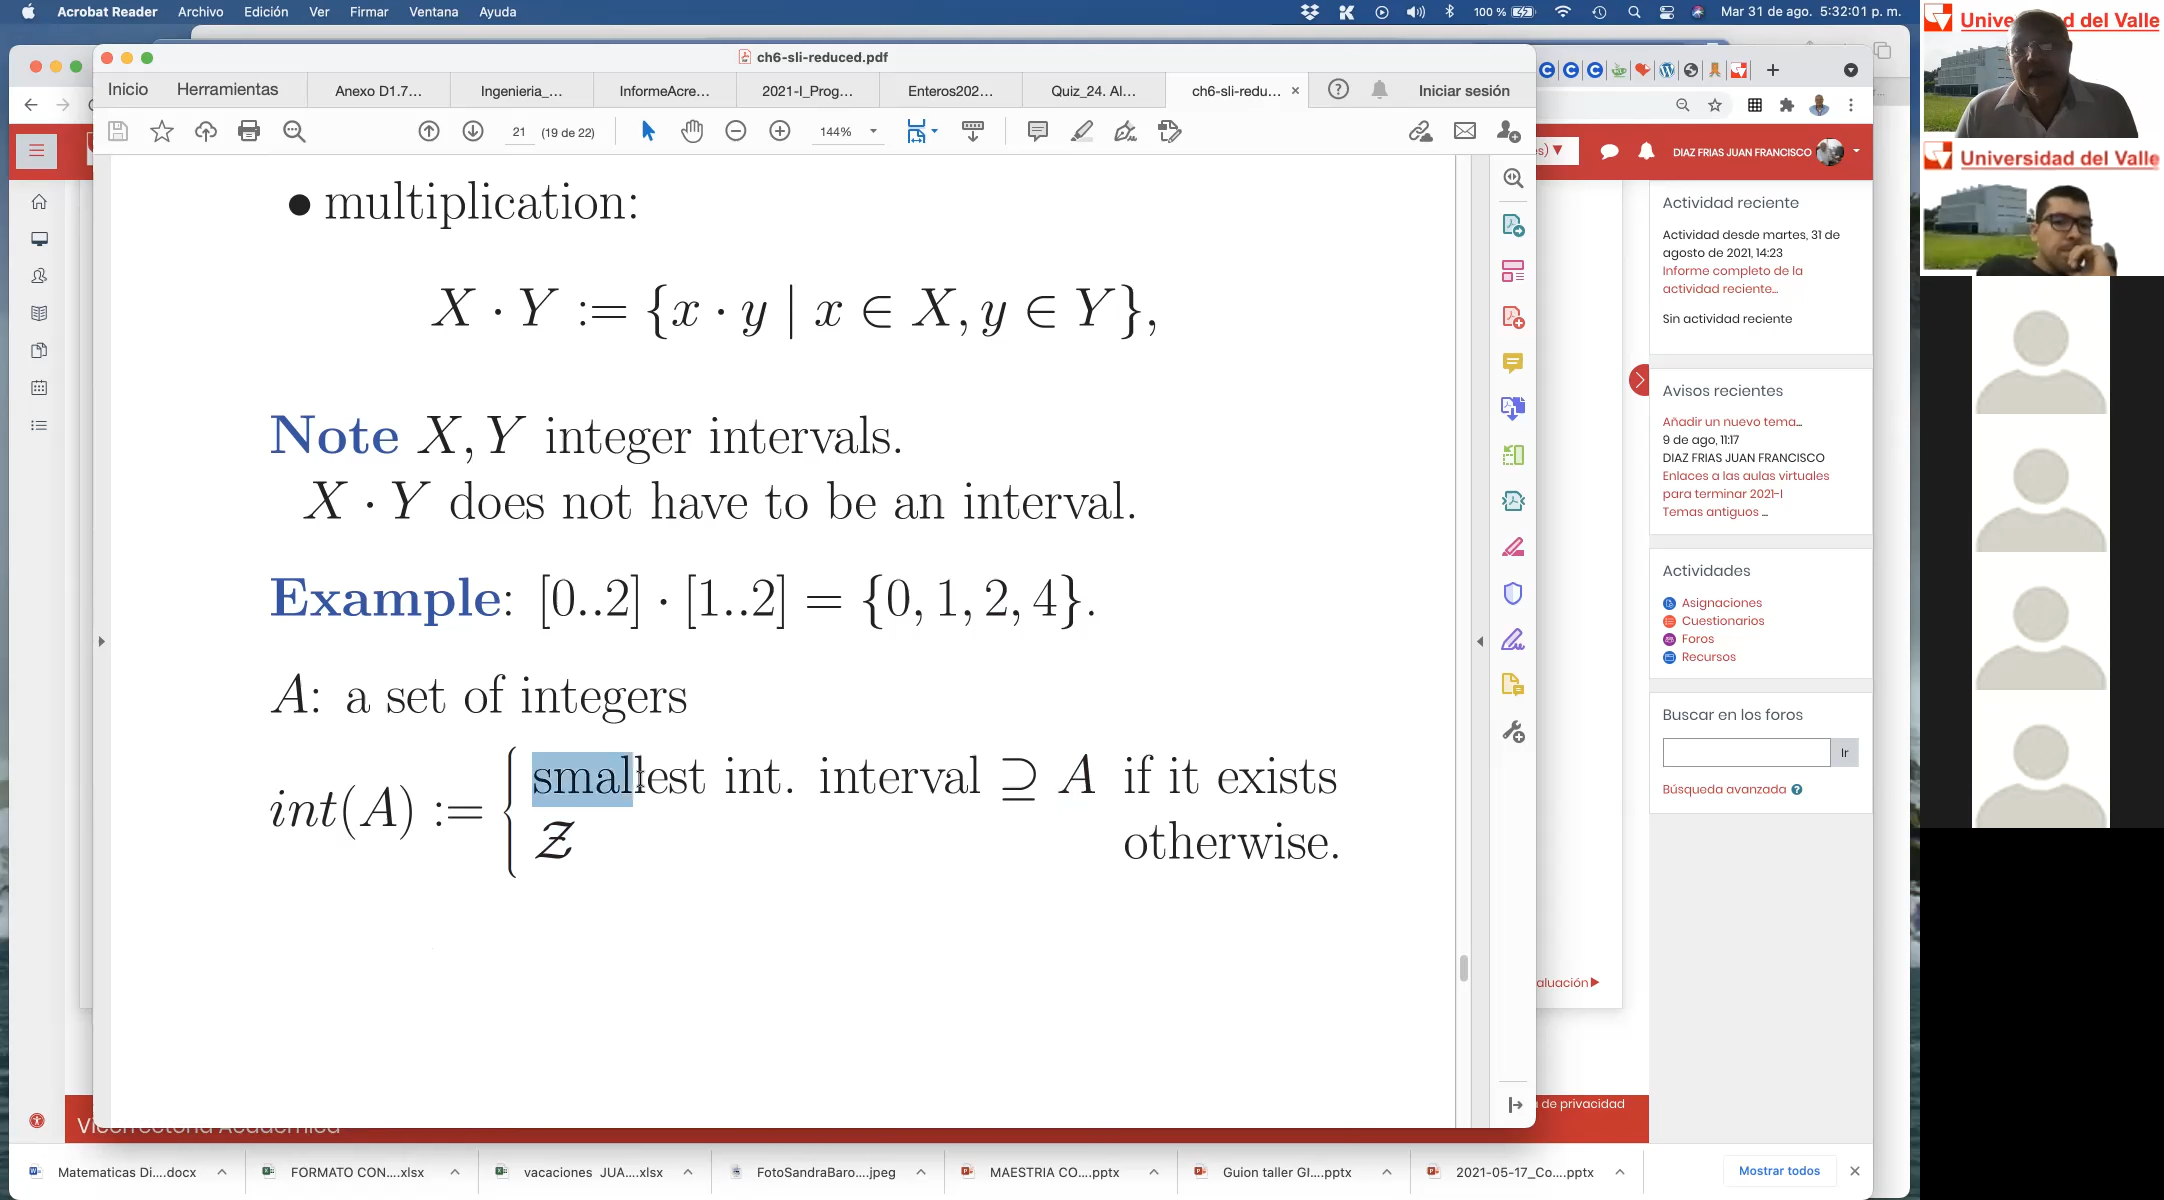 Acrobat Reader Archivo Edición Ver Firmar Ventana Ayuda
100 % Mar 31 de ago. 5:32:01 p. m.
ch6-sli-reduced.pdf
Inicio Herramientas Anexo D1.7... Ingenieria_... InformeAcre... 2021-I_Prog... Enteros202... Quiz_24. Al... ch6-sli-redu... Iniciar sesión
21 (19 de 22) 144%
• multiplication:
X · Y := {x · y | x ∈ X, y ∈ Y},
Note X, Y integer intervals.
X · Y does not have to be an interval.
Example: [0..2] · [1..2] = {0, 1, 2, 4}.
A: a set of integers
int(A) := { smallest int. interval ⊇ A if it exists
Z otherwise.
DIAZ FRIAS JUAN FRANCISCO
Actividad reciente
Actividad desde martes, 31 de
agosto de 2021, 14:23
Informe completo de la
actividad reciente...
Sin actividad reciente
Avisos recientes
Añadir un nuevo tema...
9 de ago, 11:17
DIAZ FRIAS JUAN FRANCISCO
Enlaces a las aulas virtuales
para terminar 2021-I
Temas antiguos ...
Actividades
Asignaciones
Cuestionarios
Foros
Recursos
Buscar en los foros
Ir
Búsqueda avanzada
aluación
de privacidad
Matematicas Di....docx FORMATO CON....xlsx vacaciones JUA....xlsx FotoSandraBaro....jpeg MAESTRIA CO....pptx Guion taller GI....pptx 2021-05-17_Co....pptx Mostrar todos
Universidad del Valle